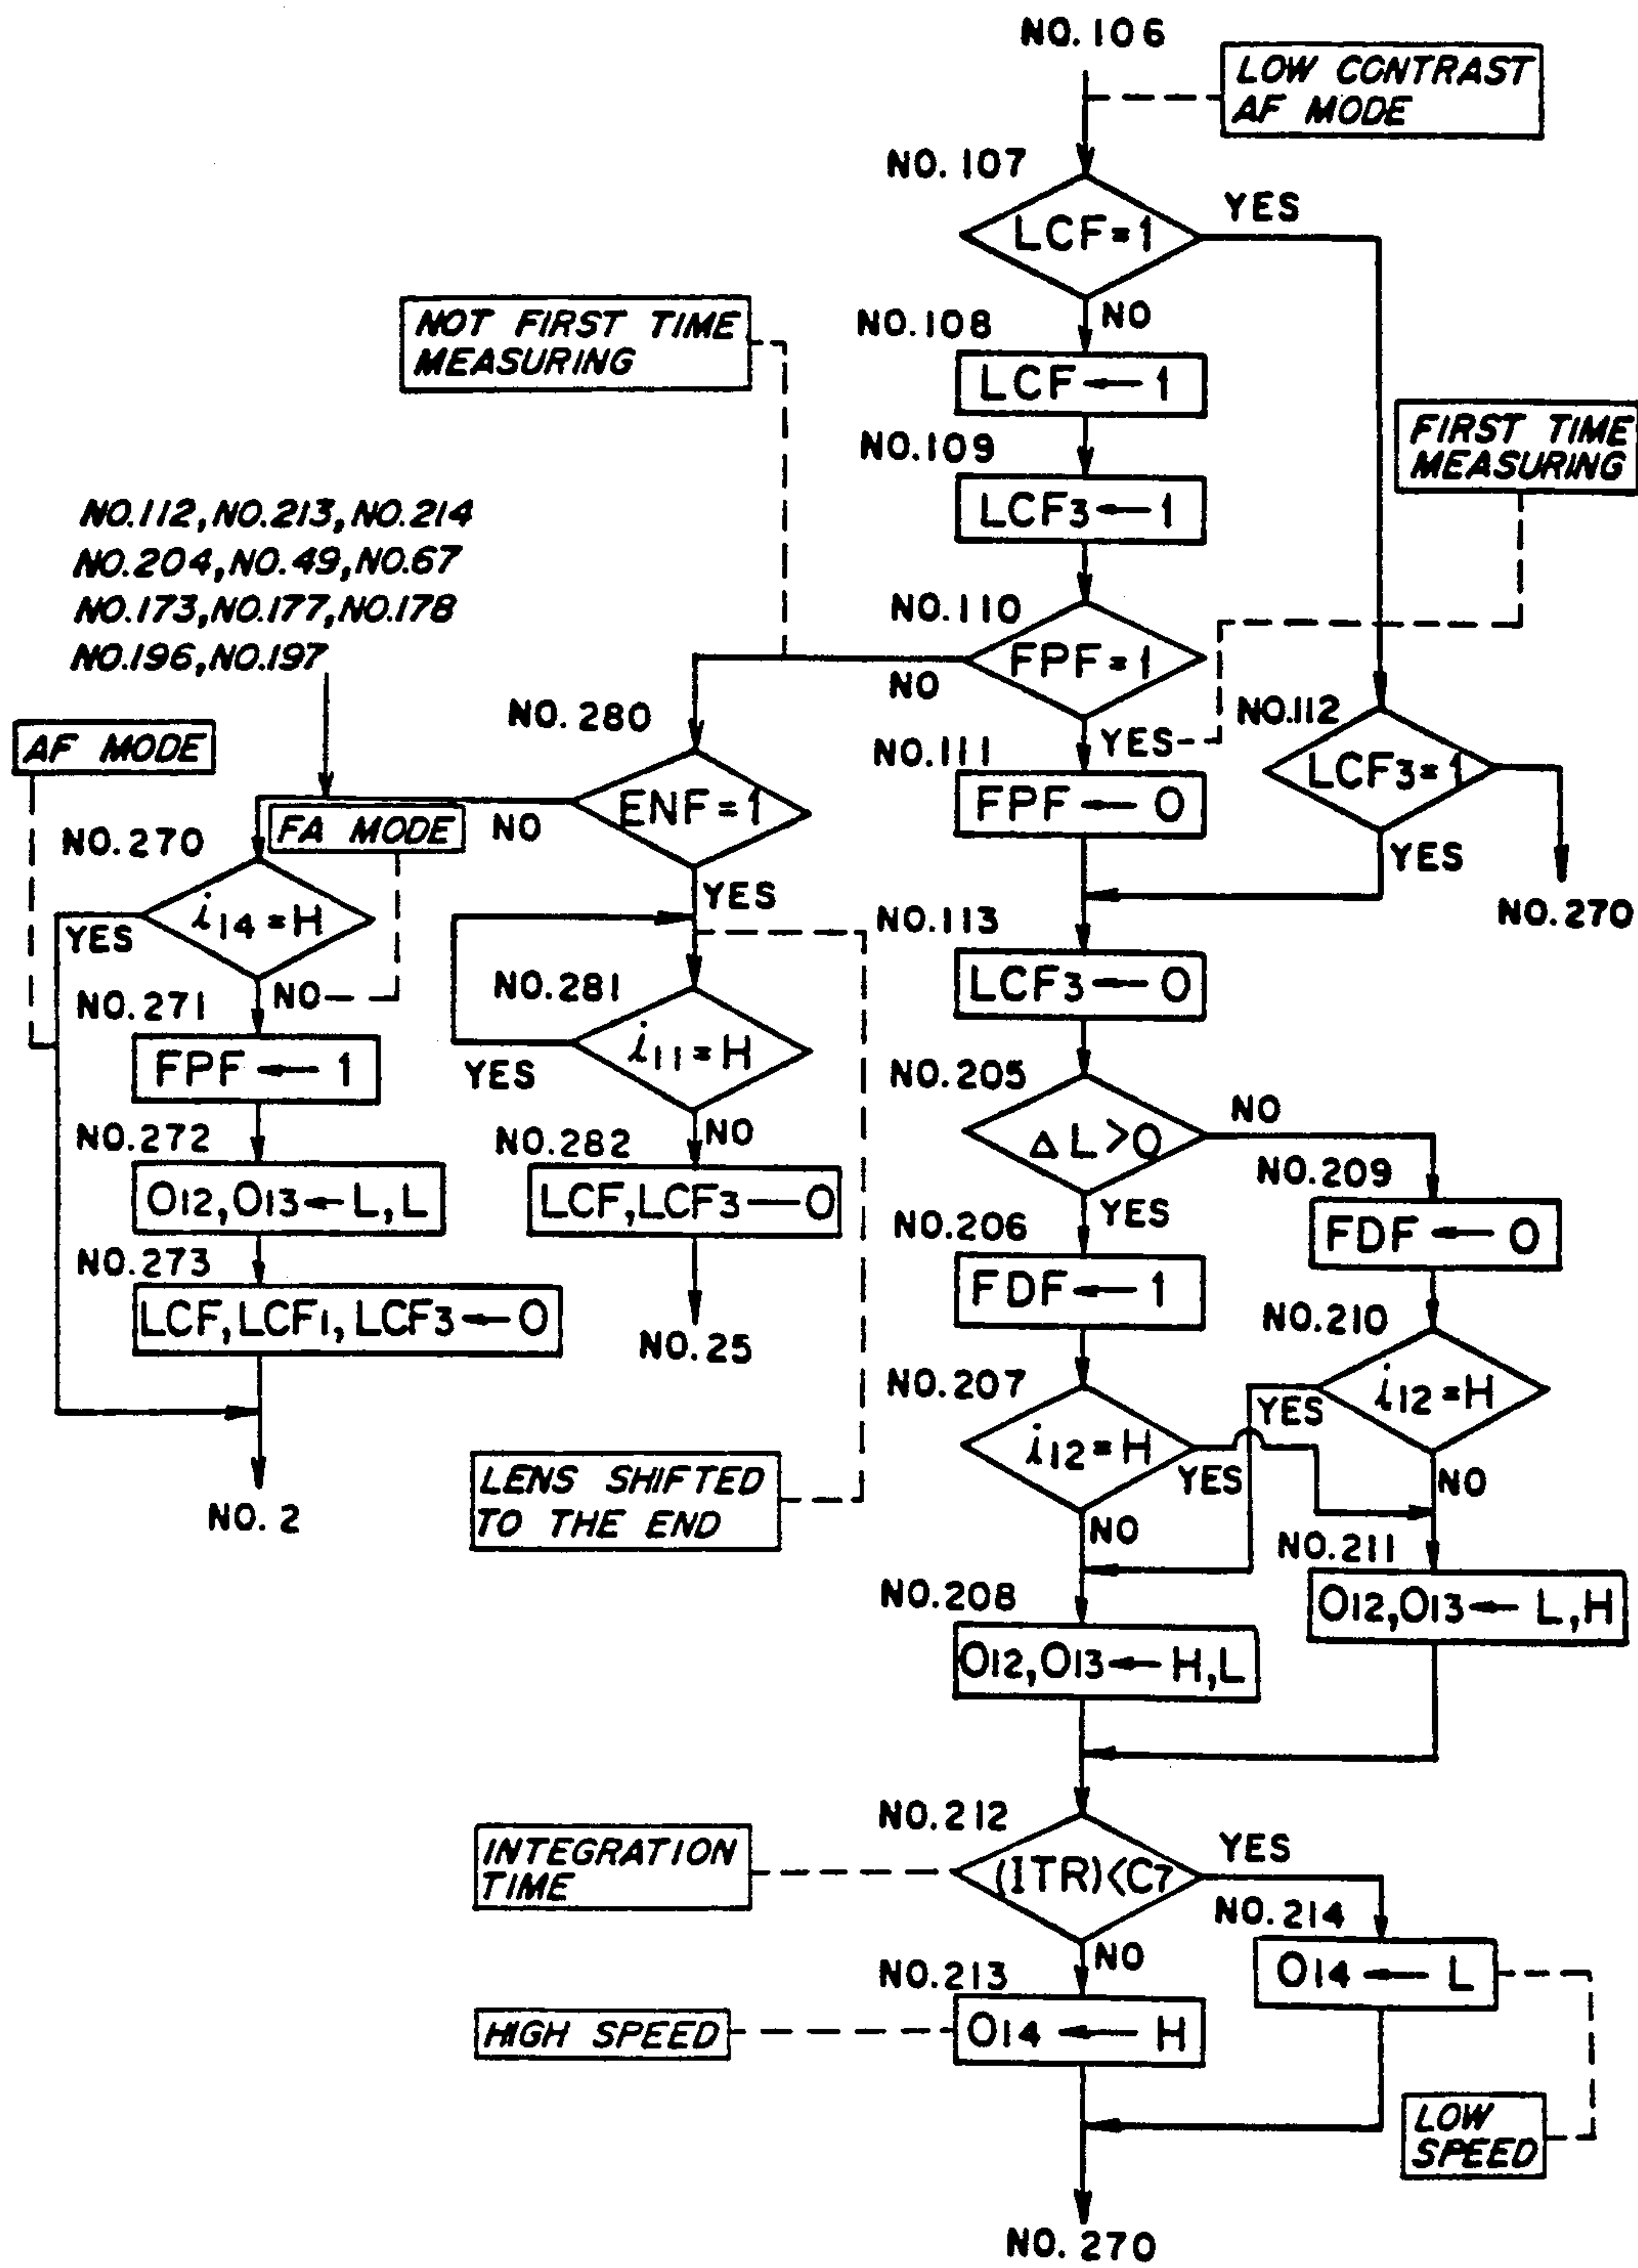 NO.106
LOW CONTRAST
AF MODE
NO.107
LCF=1
YES
NO
NOT FIRST TIME
MEASURING
NO.108
LCF ← 1
FIRST TIME
MEASURING
NO.109
LCF3 ← 1
NO.112, NO.213, NO.214
NO.204, NO.49, NO.67
NO.173, NO.177, NO.178
NO.196, NO.197
NO.110
FPF=1
NO
YES
NO.280
ENF=1
NO
YES
NO.111
FPF ← 0
NO.112
LCF3=1
YES
NO.270
AF MODE
FA MODE
NO.270
i14=H
YES
NO
NO.113
LCF3 ← 0
NO.271
FPF ← 1
NO.281
i11=H
YES
NO
NO.205
ΔL>0
NO
YES
NO.272
O12,O13 ← L,L
NO.282
LCF,LCF3 — 0
NO.25
NO.209
FDF ← 0
NO.206
FDF ← 1
NO.273
LCF,LCF1,LCF3 ← 0
NO.2
NO.210
i12=H
YES
NO
NO.207
i12=H
YES
NO
LENS SHIFTED
TO THE END
NO.211
O12,O13 ← L,H
NO.208
O12,O13 ← H,L
NO.212
(ITR)<C7
YES
NO
INTEGRATION
TIME
NO.214
O14 ← L
NO.213
O14 ← H
HIGH SPEED
LOW
SPEED
NO.270